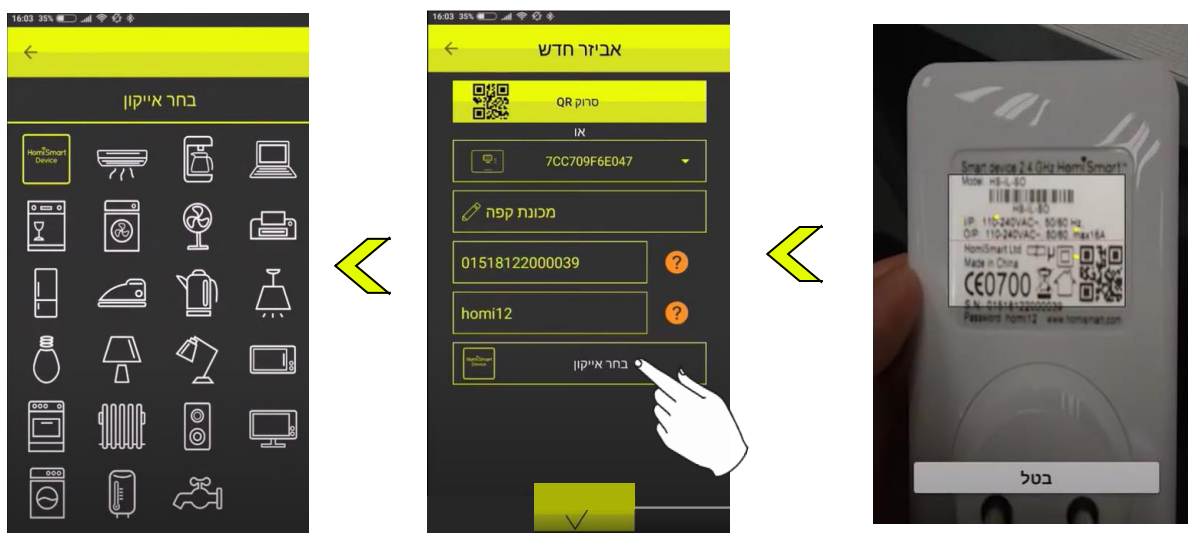 Smart device 2.4 GHz HomiSmart™
Model: HS-IL-SO
HS-IL-SO
I/P: 110-240VAC~, 50/60 Hz
O/P: 110-240VAC~, 50/60, max16A
HomiSmart Ltd
Made in China
CE0700
S.N. 01518122000039
Password: homi12 www.homismart.com
בטל
16:03 35%
אביזר חדש
סרוק QR
או
7CC709F6E047
מכונת קפה
01518122000039
?
homi12
?
HomiSmart
Device
בחר אייקון
16:03 35%
בחר אייקון
HomiSmart
Device